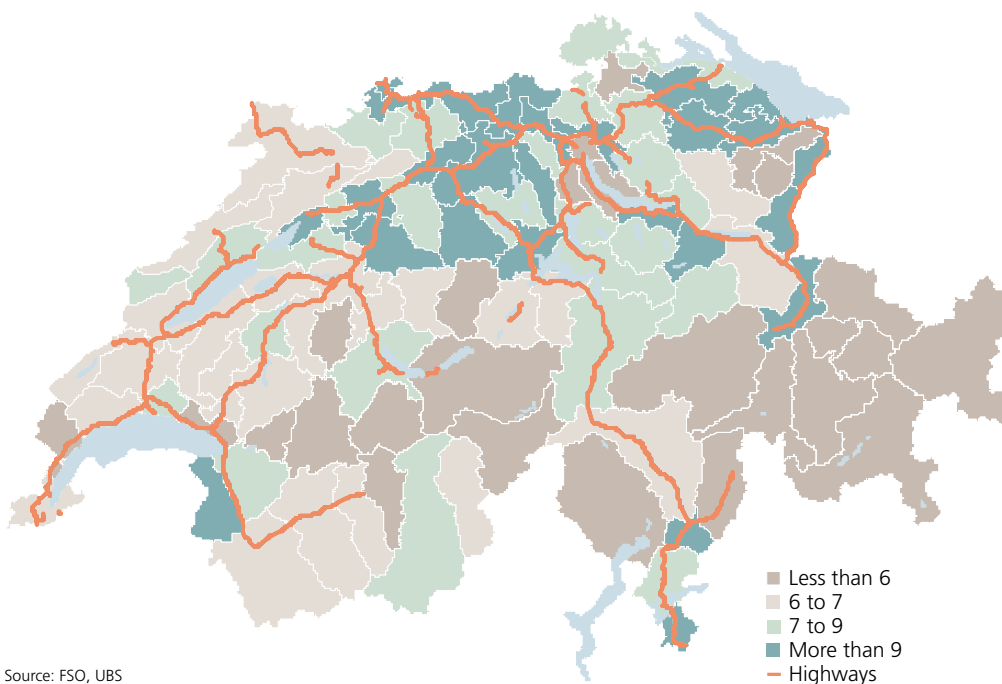 Less than 6
6 to 7
7 to 9
More than 9
Highways
Source: FSO, UBS